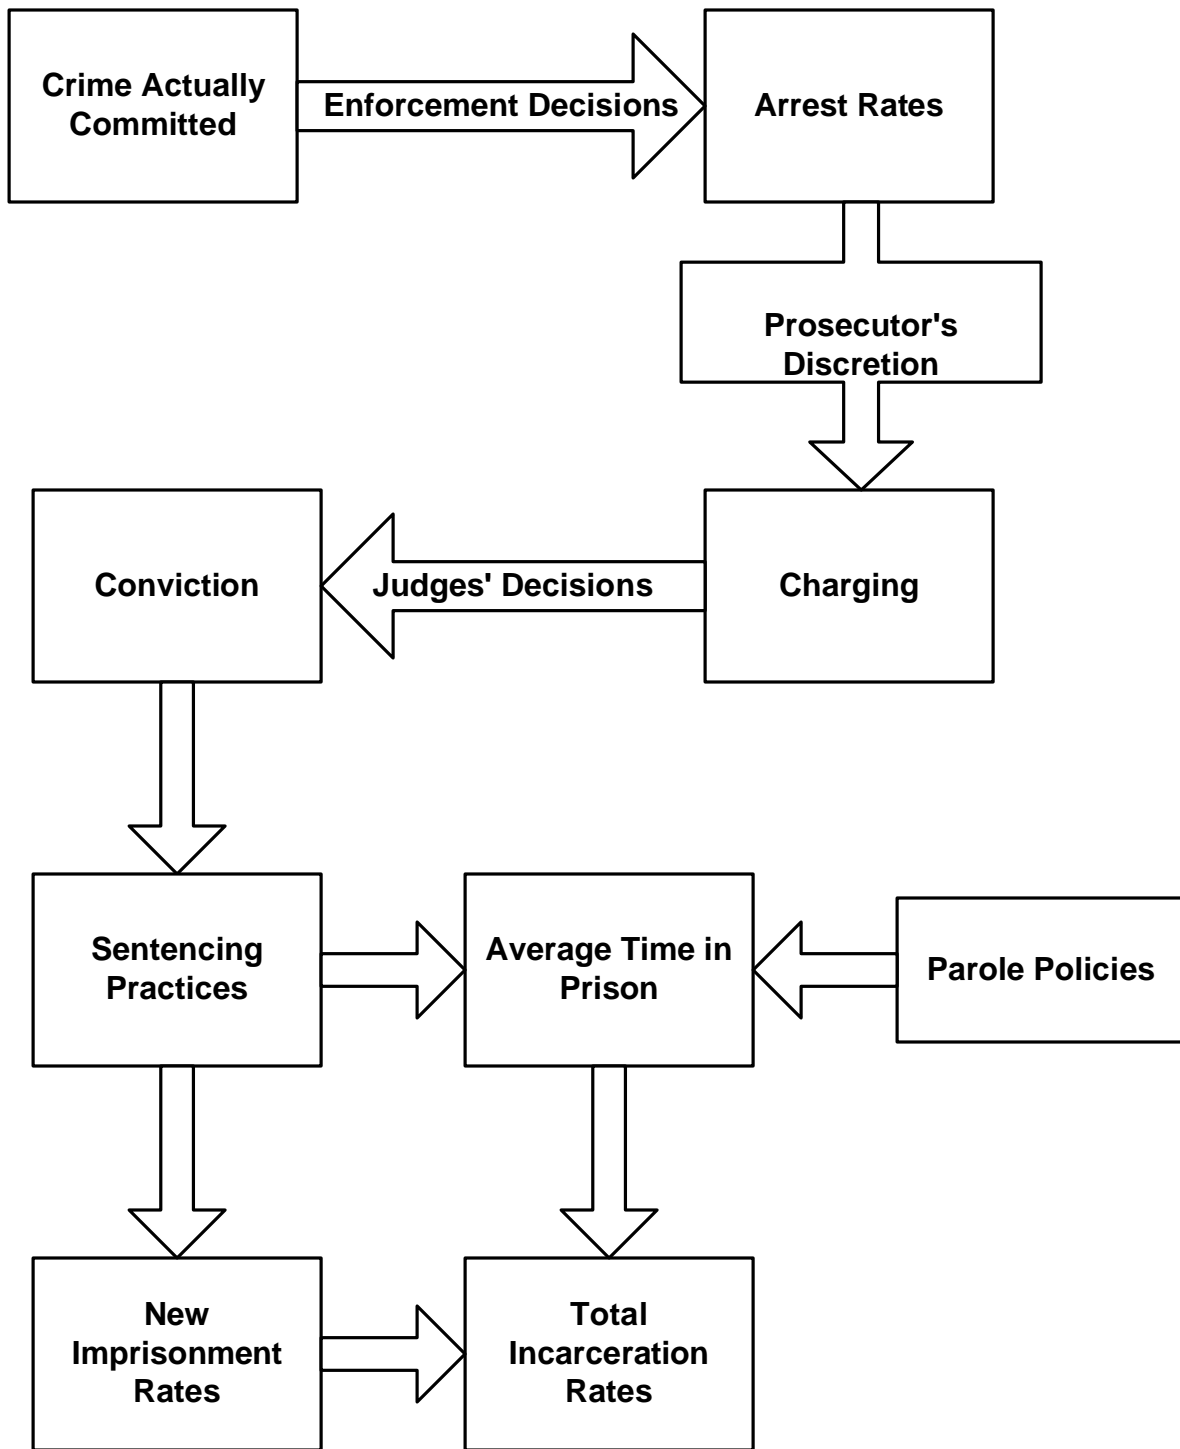 Crime Actually
Committed
Enforcement Decisions
Arrest Rates
Prosecutor's
Discretion
Conviction
Judges' Decisions
Charging
Sentencing
Practices
Average Time in
Prison
Parole Policies
New
Imprisonment
Rates
Total
Incarceration
Rates